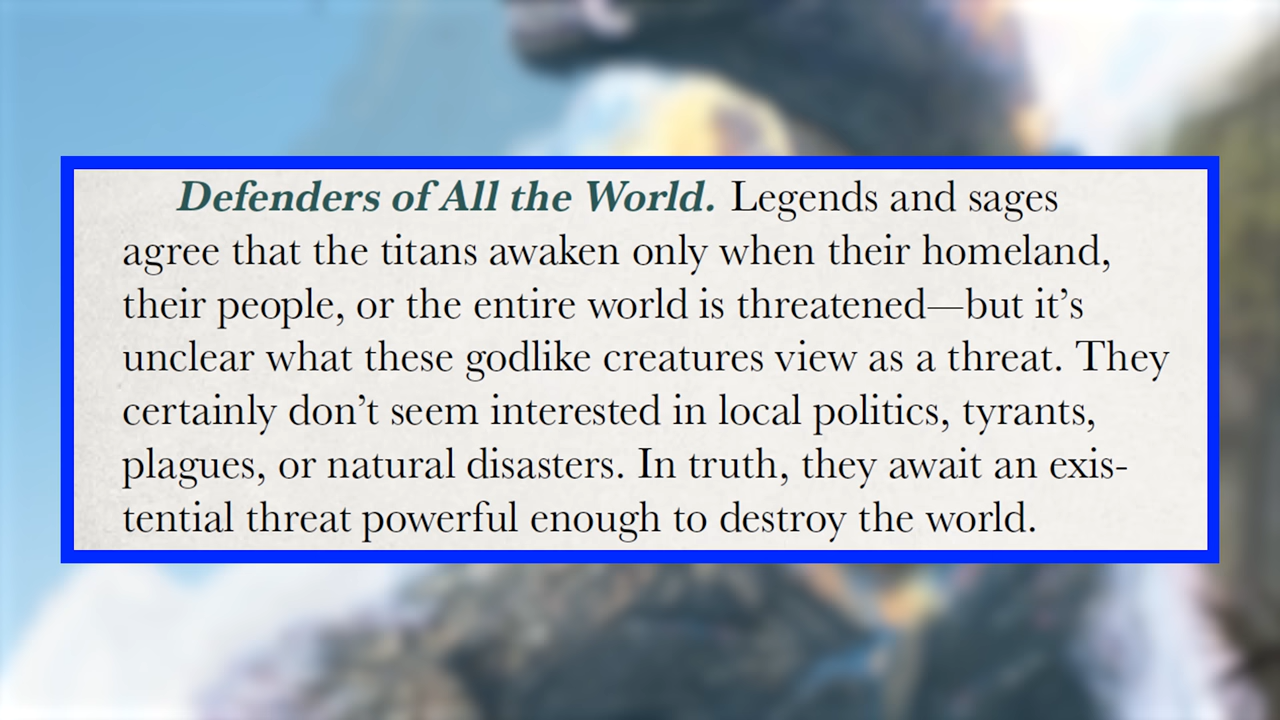 Defenders of All the World. Legends and sages
agree that the titans awaken only when their homeland,
their people, or the entire world is threatened—but it’s
unclear what these godlike creatures view as a threat. They
certainly don’t seem interested in local politics, tyrants,
plagues, or natural disasters. In truth, they await an exis-
tential threat powerful enough to destroy the world.